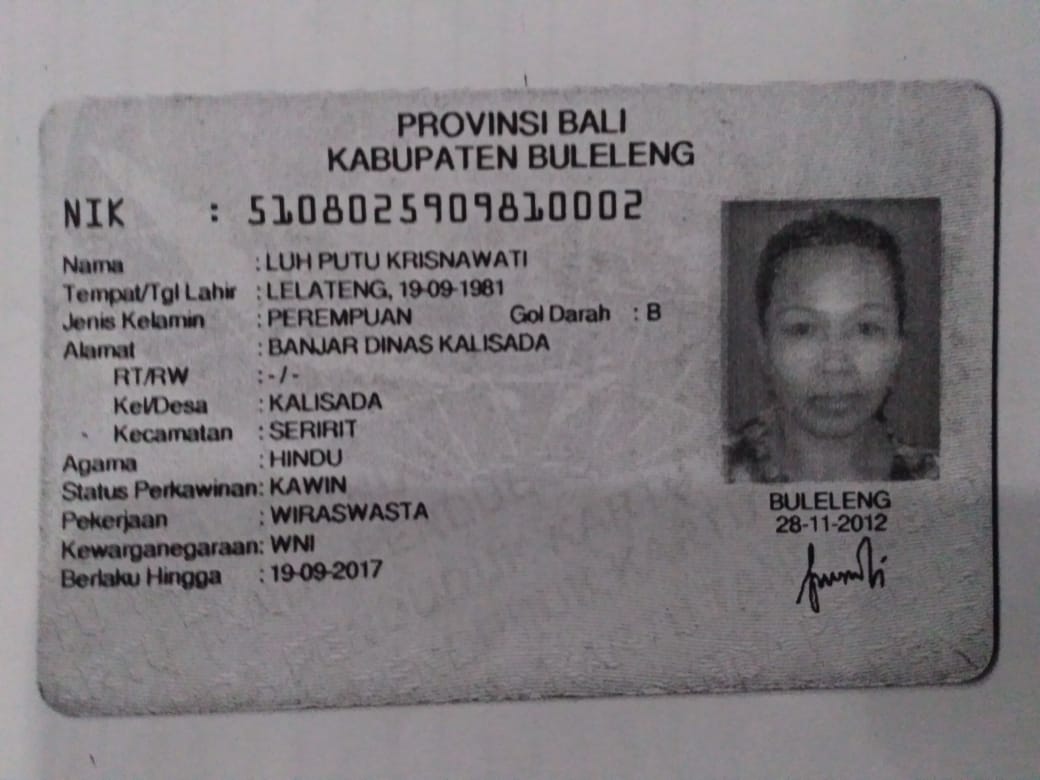 PROVINSI BALI
KABUPATEN BULELENG
NIK : 5108025909810002
Nama : LUH PUTU KRISNAWATI
Tempat/Tgl Lahir : LELATENG, 19-09-1981
Jenis Kelamin : PEREMPUAN Gol Darah : B
Alamat : BANJAR DINAS KALISADA
RT/RW : - / -
Kel/Desa : KALISADA
Kecamatan : SERIRIT
Agama : HINDU
Status Perkawinan: KAWIN
Pekerjaan : WIRASWASTA
Kewarganegaraan: WNI
Berlaku Hingga : 19-09-2017
BULELENG
28-11-2012